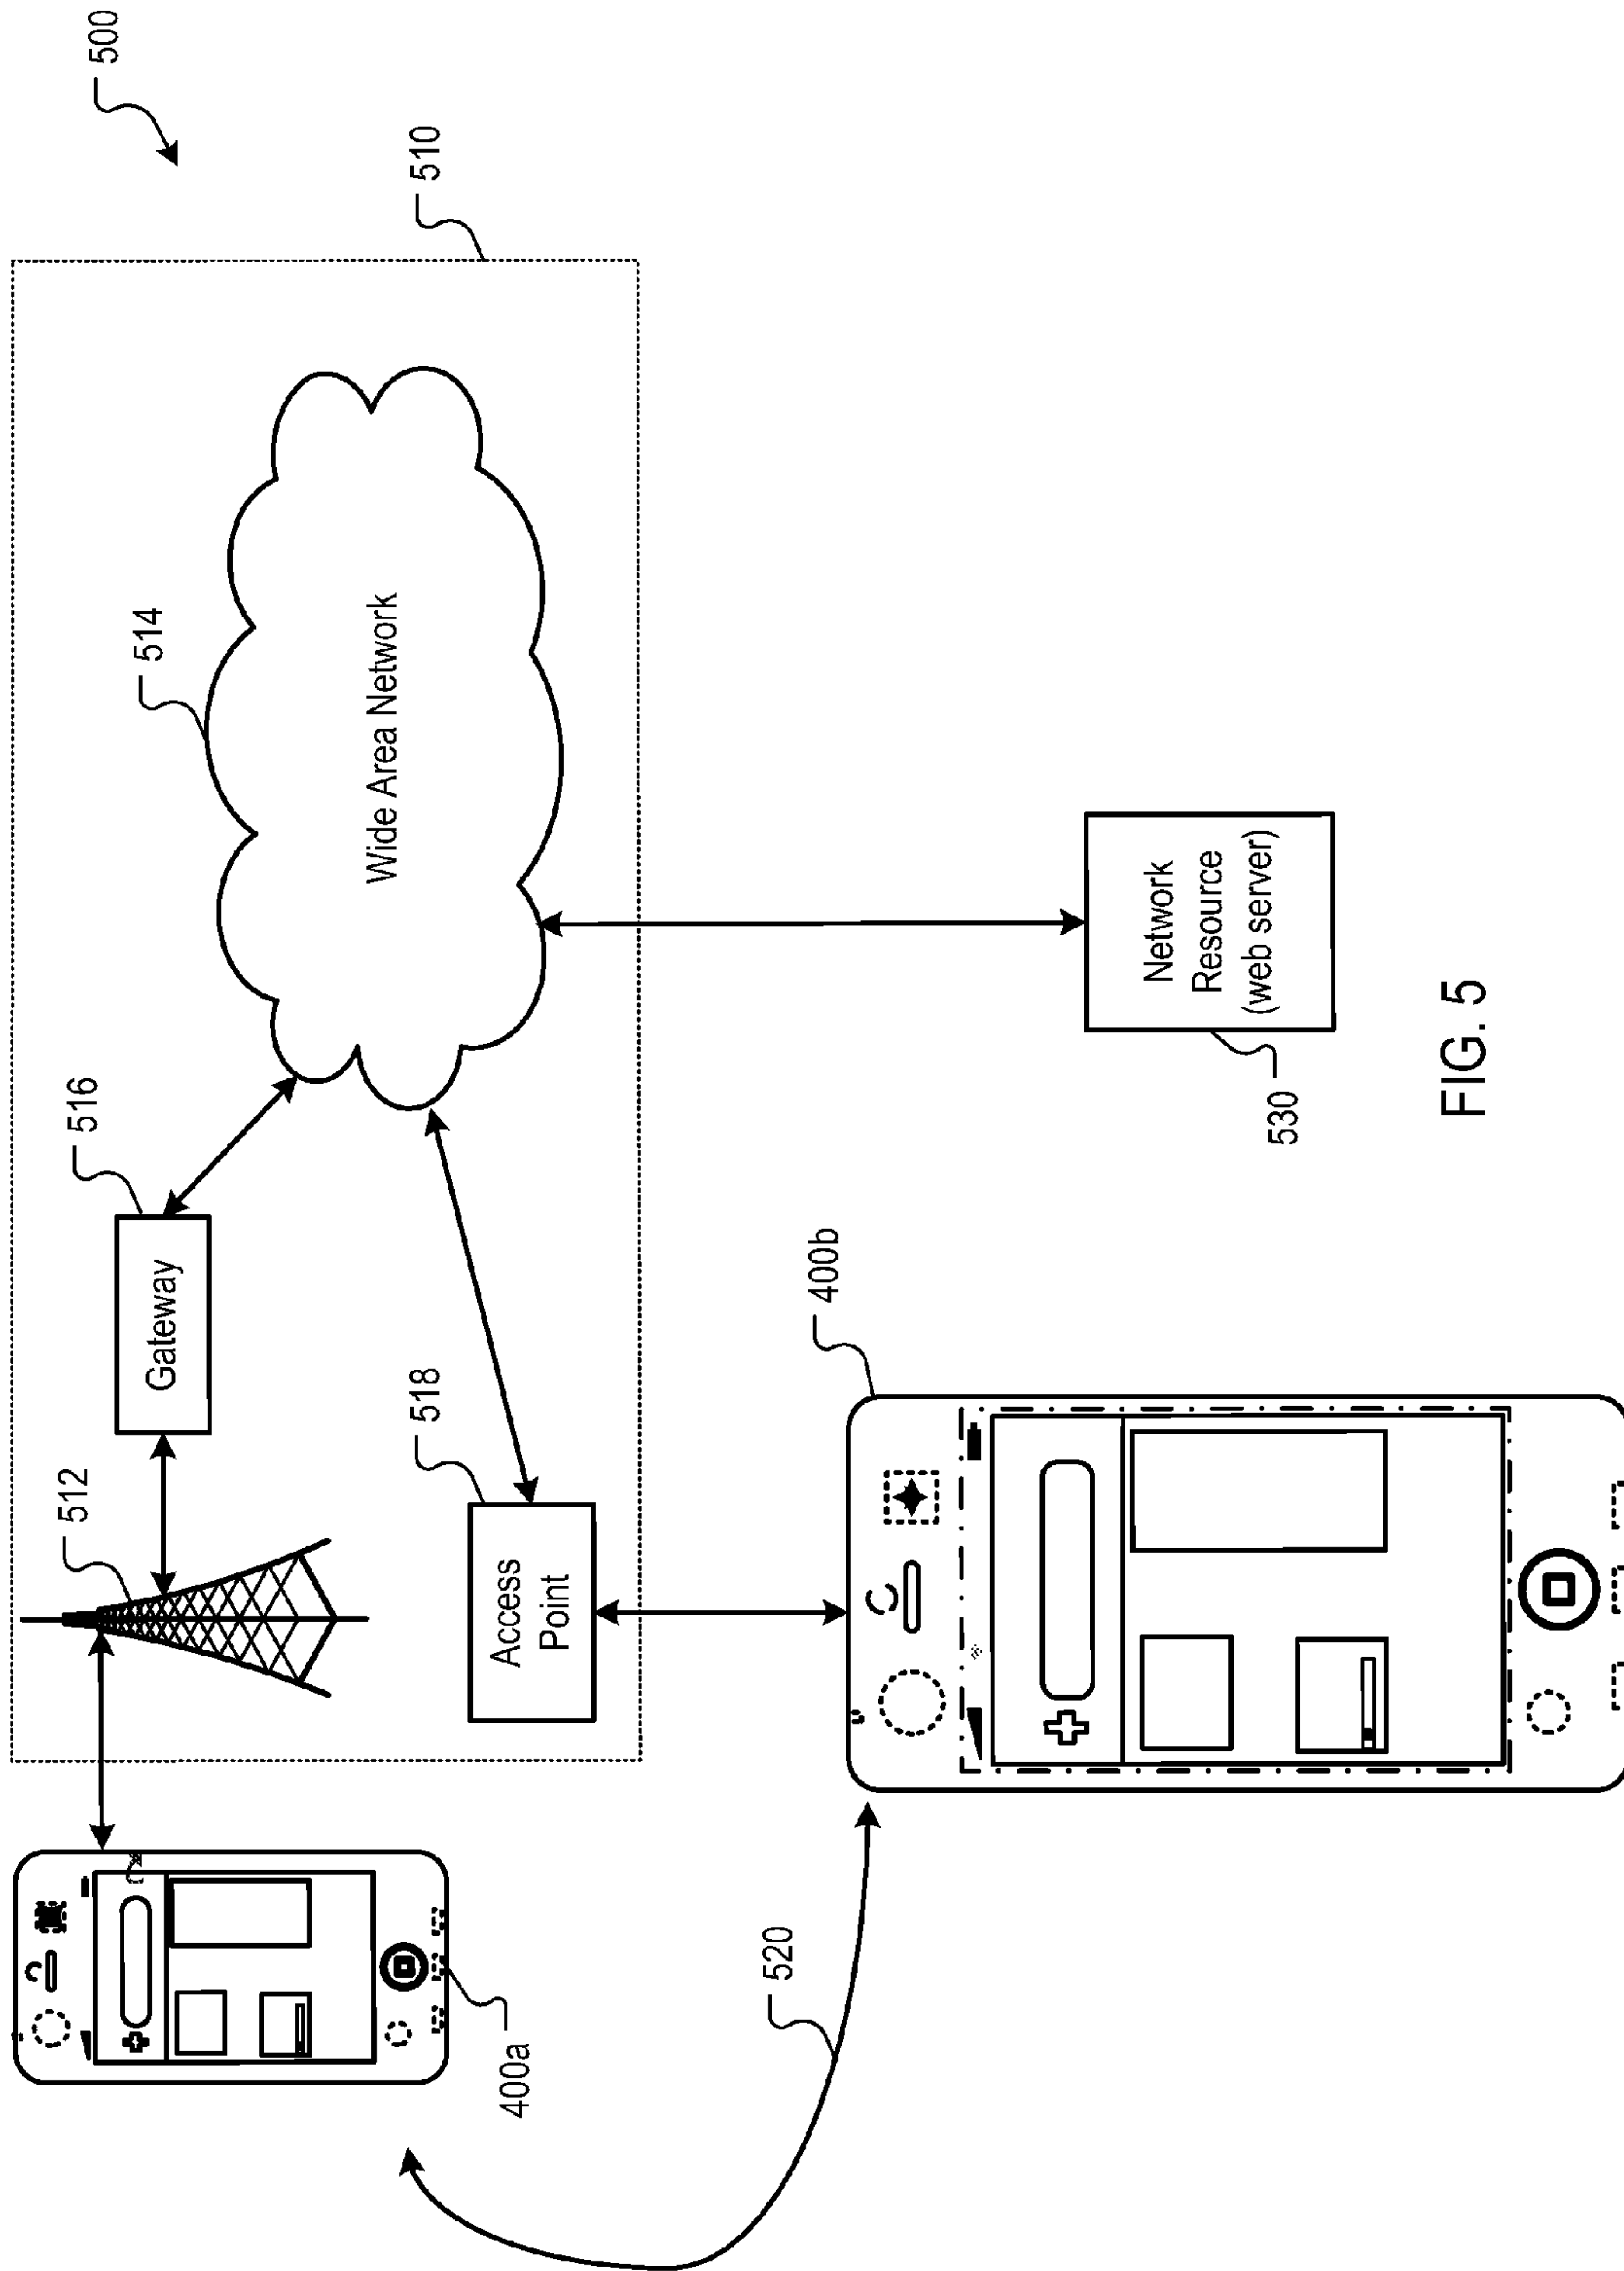 500
510
514
Wide Area Network
516
Gateway
512
518
Access
Point
400a
400b
520
Network
Resource
(web server)
530
FIG. 5